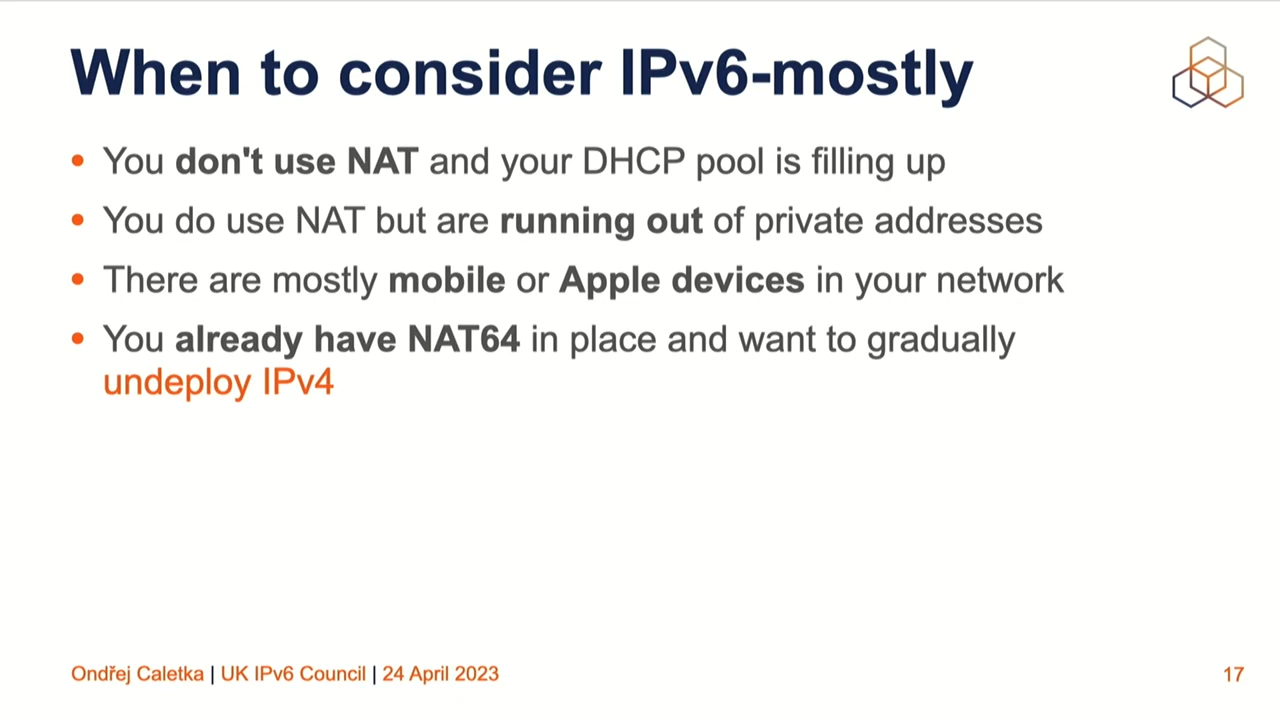 When to consider IPv6-mostly
• You don't use NAT and your DHCP pool is filling up
• You do use NAT but are running out of private addresses
• There are mostly mobile or Apple devices in your network
• You already have NAT64 in place and want to gradually
undeploy IPv4
Ondřej Caletka | UK IPv6 Council | 24 April 2023
17